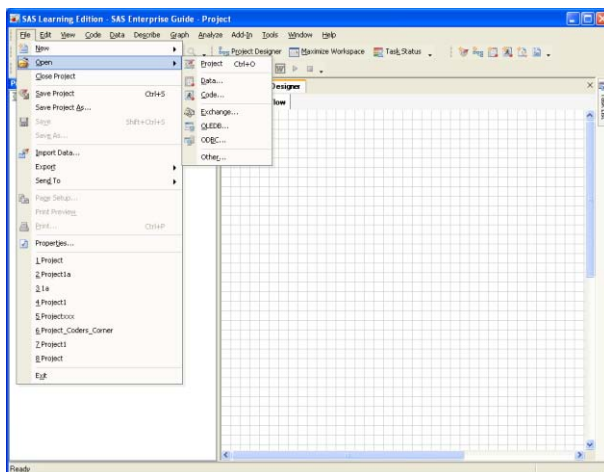 SAS Learning Edition - SAS Enterprise Guide - Project
File Edit View Code Data Describe Graph Analyze Add-In Tools Window Help
Project Designer Maximize Workspace Task Status
New
Open
Close Project
Save Project Ctrl+S
Save Project As...
Save Shift+Ctrl+S
Save As...
Import Data...
Export
Send To
Page Setup...
Print Preview
Print... Ctrl+P
Properties...
1 Project
2 Project1a
3 1a
4 Project1
5 Projectxxx
6 Project_Coders_Corner
7 Project1
8 Project
Exit
Project Ctrl+O
Data...
Code...
Exchange...
OLEDB...
ODBC...
Other...
Designer
low
Ready